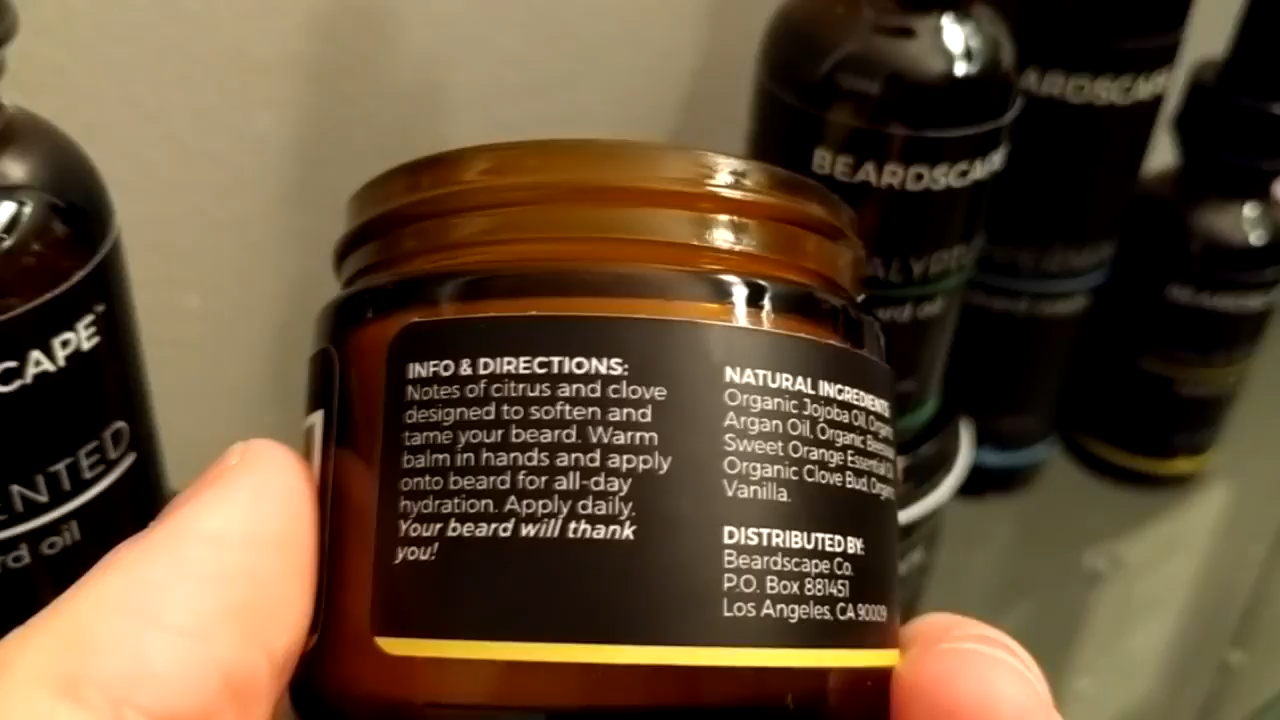 INFO & DIRECTIONS:
Notes of citrus and clove
designed to soften and
tame your beard. Warm
balm in hands and apply
onto beard for all-day
hydration. Apply daily.
Your beard will thank
you!
NATURAL INGREDIENTS
Organic Jojoba Oil,
Argan Oil, Organic
Sweet Orange Essential
Organic Clove Bud,
Vanilla.
DISTRIBUTED BY:
Beardscape Co.
P.O. Box 881451
Los Angeles, CA 90009
SCAPE™
ENTED
rd oil
BEARDSCAPE
ARDSCAPE
BEARDSCAPE